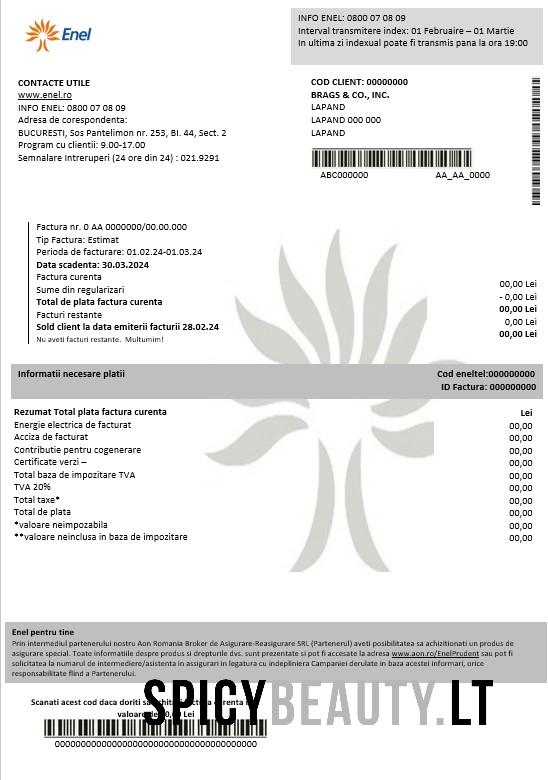 Enel
INFO ENEL: 0800 07 08 09
Interval transmitere index: 01 Februaire – 01 Martie
In ultima zi indexual poate fi transmis pana la ora 19:00
CONTACTE UTILE
www.enel.ro
INFO ENEL: 0800 07 08 09
Adresa de corespondenta:
BUCURESTI, Sos Pantelimon nr. 253, BI. 44, Sect. 2
Program cu clientii: 9.00-17.00
Semnalare Intreruperi (24 ore din 24) : 021.9291
COD CLIENT: 00000000
BRAGS & CO., INC.
LAPAND
LAPAND 000 000
LAPAND
ABC000000 AA_AA_0000
Factura nr. 0 AA 0000000/00.00.000
Tip Factura: Estimat
Perioda de facturare: 01.02.24-01.03.24
Data scadenta: 30.03.2024
Factura curenta 00,00 Lei
Sume din regularizari - 0,00 Lei
Total de plata factura curenta 00,00 Lei
Facturi restante 0,00 Lei
Sold client la data emiterii facturii 28.02.24 00,00 Lei
Nu aveti facturi restante. Multumim!
Informatii necesare platii Cod eneltel:000000000
ID Factura: 000000000
Rezumat Total plata factura curenta Lei
Energie electrica de facturat 00,00
Acciza de facturat 00,00
Contributie pentru cogenerare 00,00
Certificate verzi – 00,00
Total baza de impozitare TVA 00,00
TVA 20% 00,00
Total taxe* 00,00
Total de plata 00,00
*valoare neimpozabila 00,00
**valoare neinclusa in baza de impozitare 00,00
Enel pentru tine
Prin intermediul partenerului nostru Aon Romania Broker de Asigurare-Reasigurare SRL (Partenerul) aveti posibilitatea sa achizitionati un produs de
asigurare special. Toate informatiile despre produs si drepturile dvs. sunt prezentate si pot fi accesate la adresa www.aon.ro/EnelPrudent sau pot fi
solicitatea la numarul de intermediere/asistenta in asigurari in legatura cu indepliniera Campaniei derulate in baza acestei informari, orice
responsabilitate fiind a Partenerului.
Scanati acest cod daca doriti sa achitati factura curenta in
valoare de 00,00 Lei
SPICYBEAUTY.LT
00000000000000000000000000000000000000